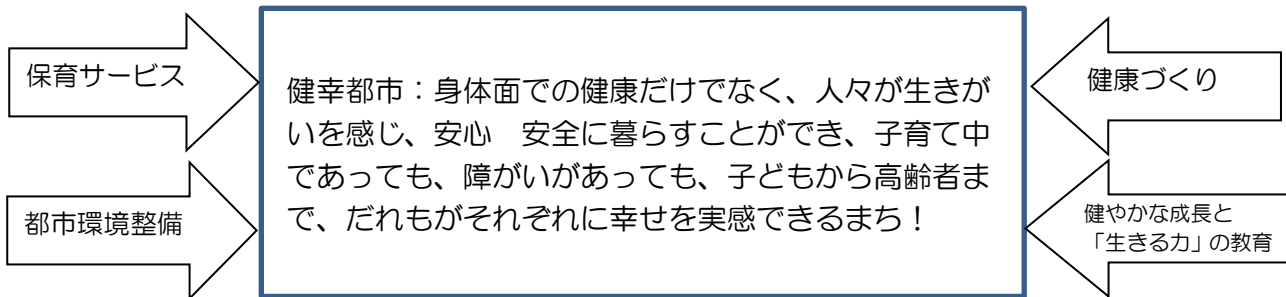 保育サービス
都市環境整備
健幸都市：身体面での健康だけでなく、人々が生きが
いを感じ、安心　安全に暮らすことができ、子育て中
であっても、障がいがあっても、子どもから高齢者ま
で、だれもがそれぞれに幸せを実感できるまち！
健康づくり
健やかな成長と
「生きる力」の教育